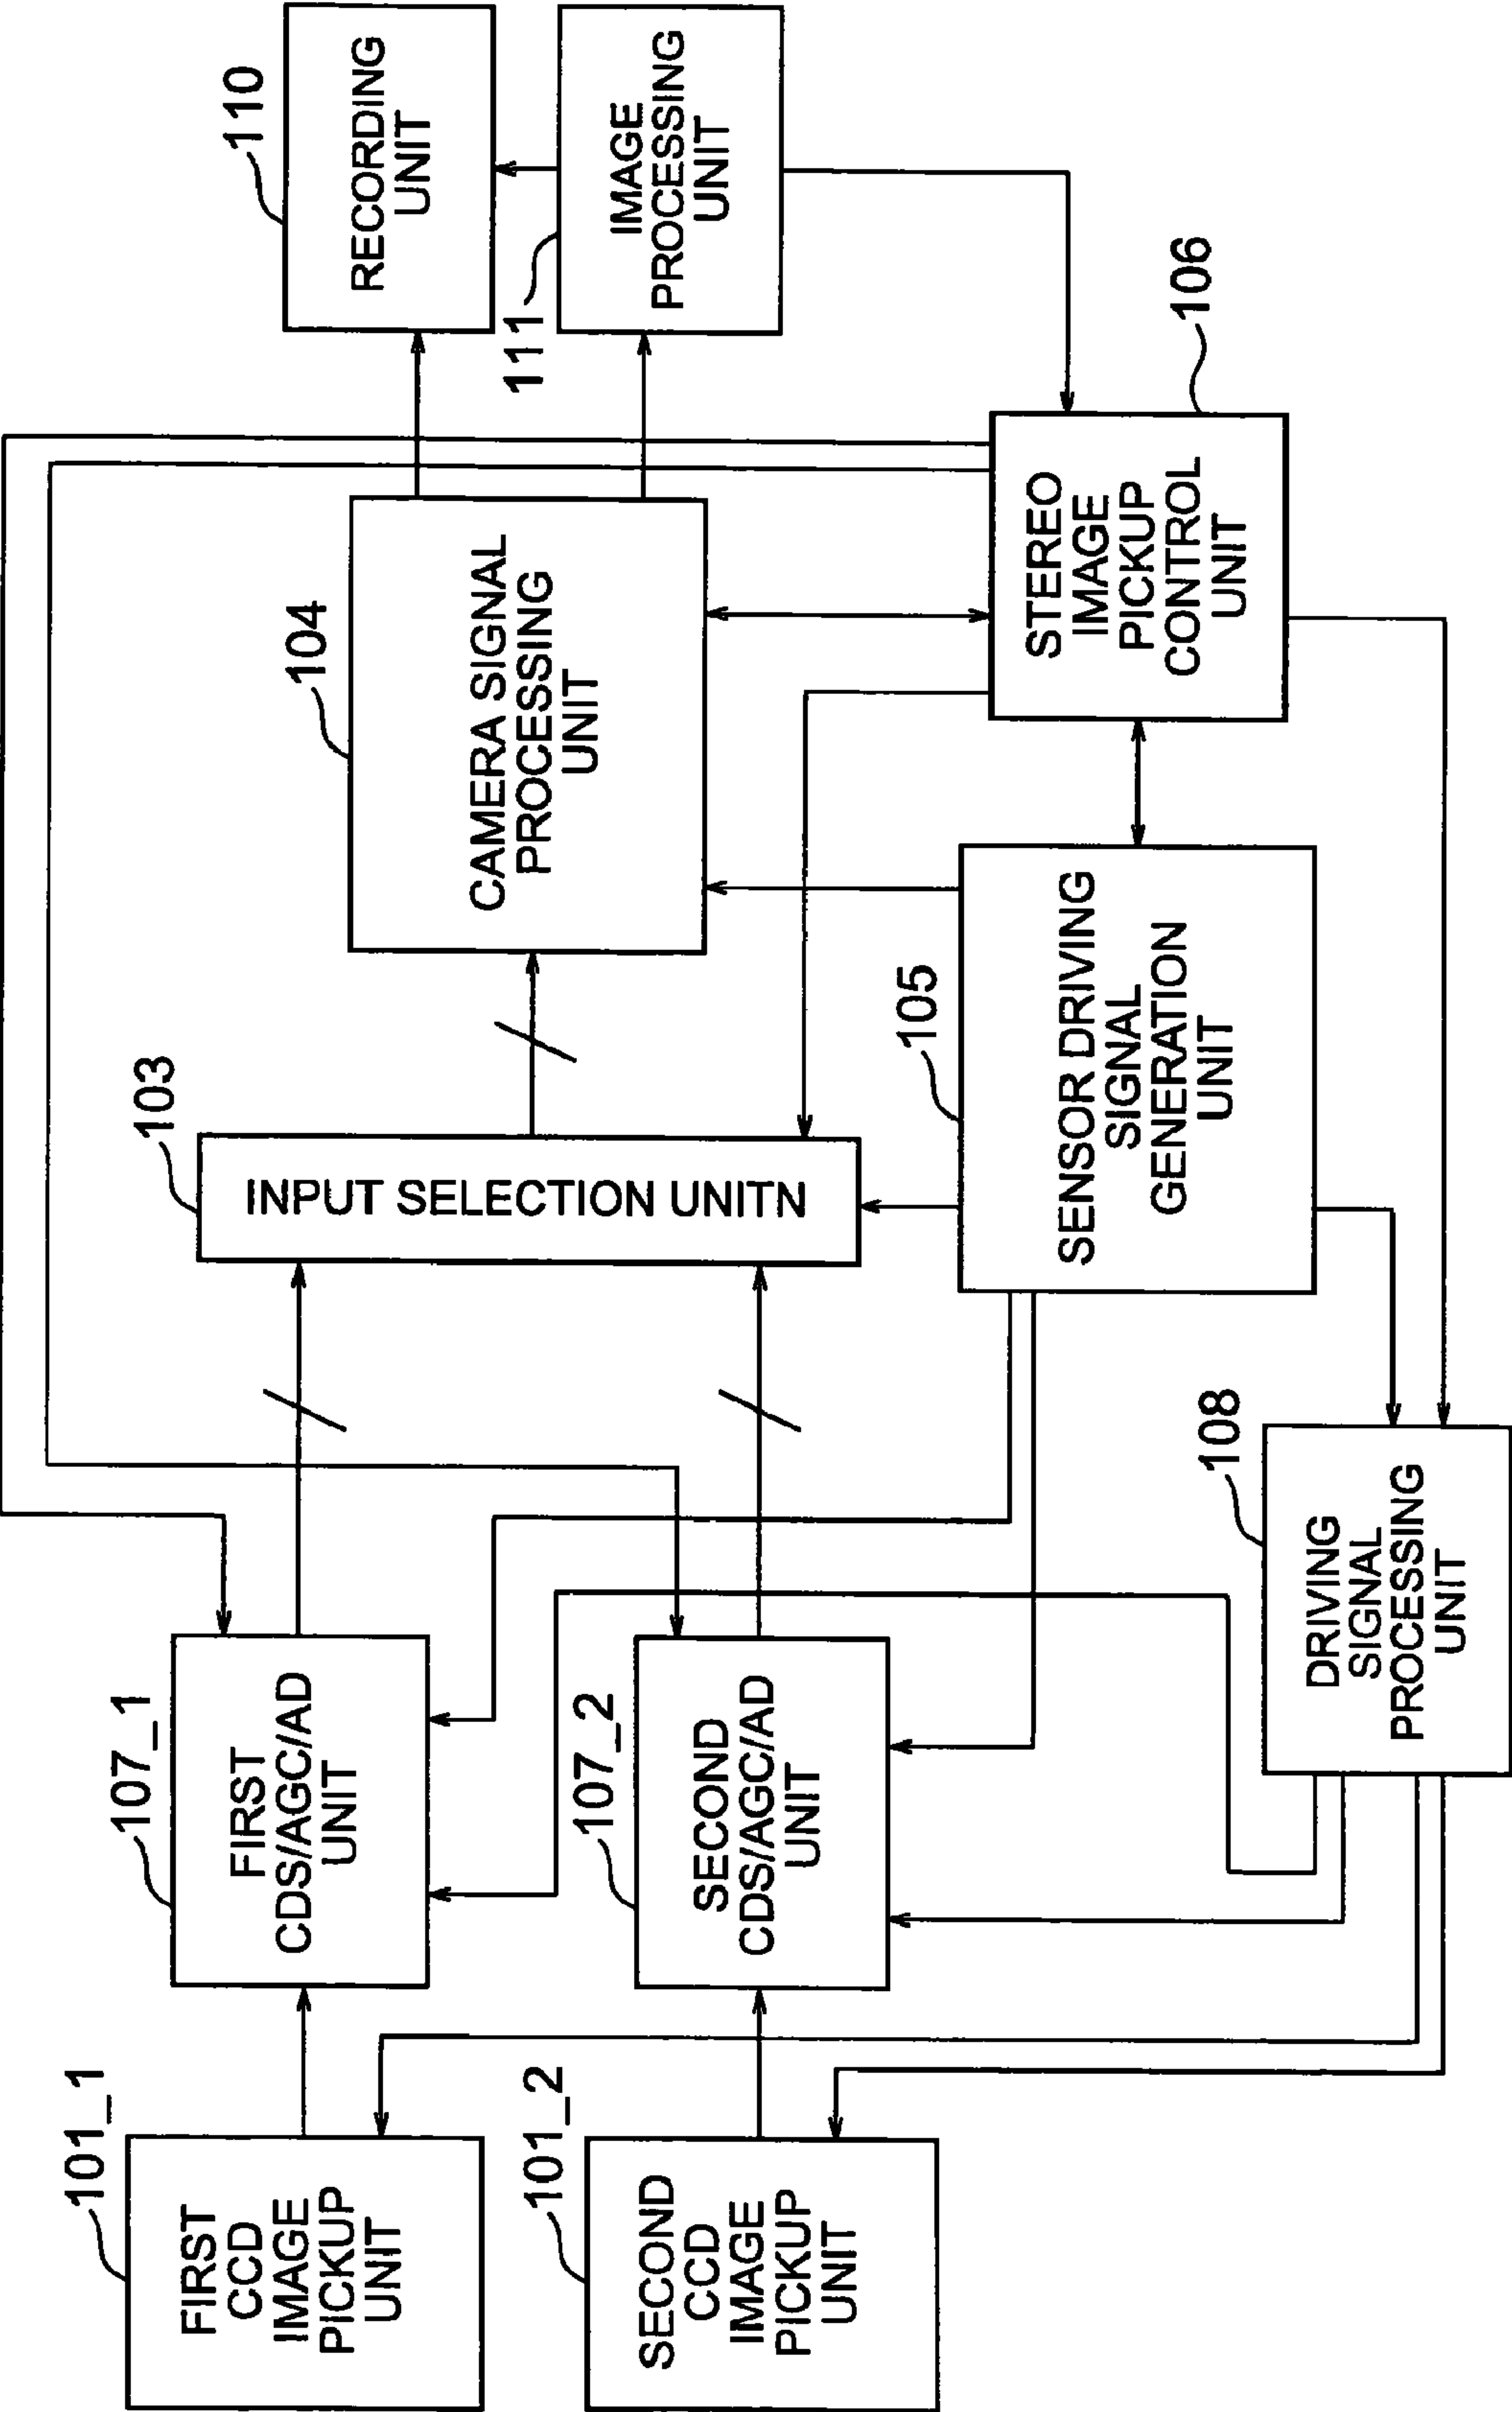 101_1
FIRST
CCD
IMAGE
PICKUP
UNIT
107_1
FIRST
CDS/AGC/AD
UNIT
103
INPUT SELECTION UNITN
104
CAMERA SIGNAL
PROCESSING
UNIT
110
RECORDING
UNIT
111
IMAGE
PROCESSING
UNIT
101_2
SECOND
CCD
IMAGE
PICKUP
UNIT
107_2
SECOND
CDS/AGC/AD
UNIT
105
SENSOR DRIVING
SIGNAL
GENERATION
UNIT
106
STEREO
IMAGE
PICKUP
CONTROL
UNIT
108
DRIVING
SIGNAL
PROCESSING
UNIT